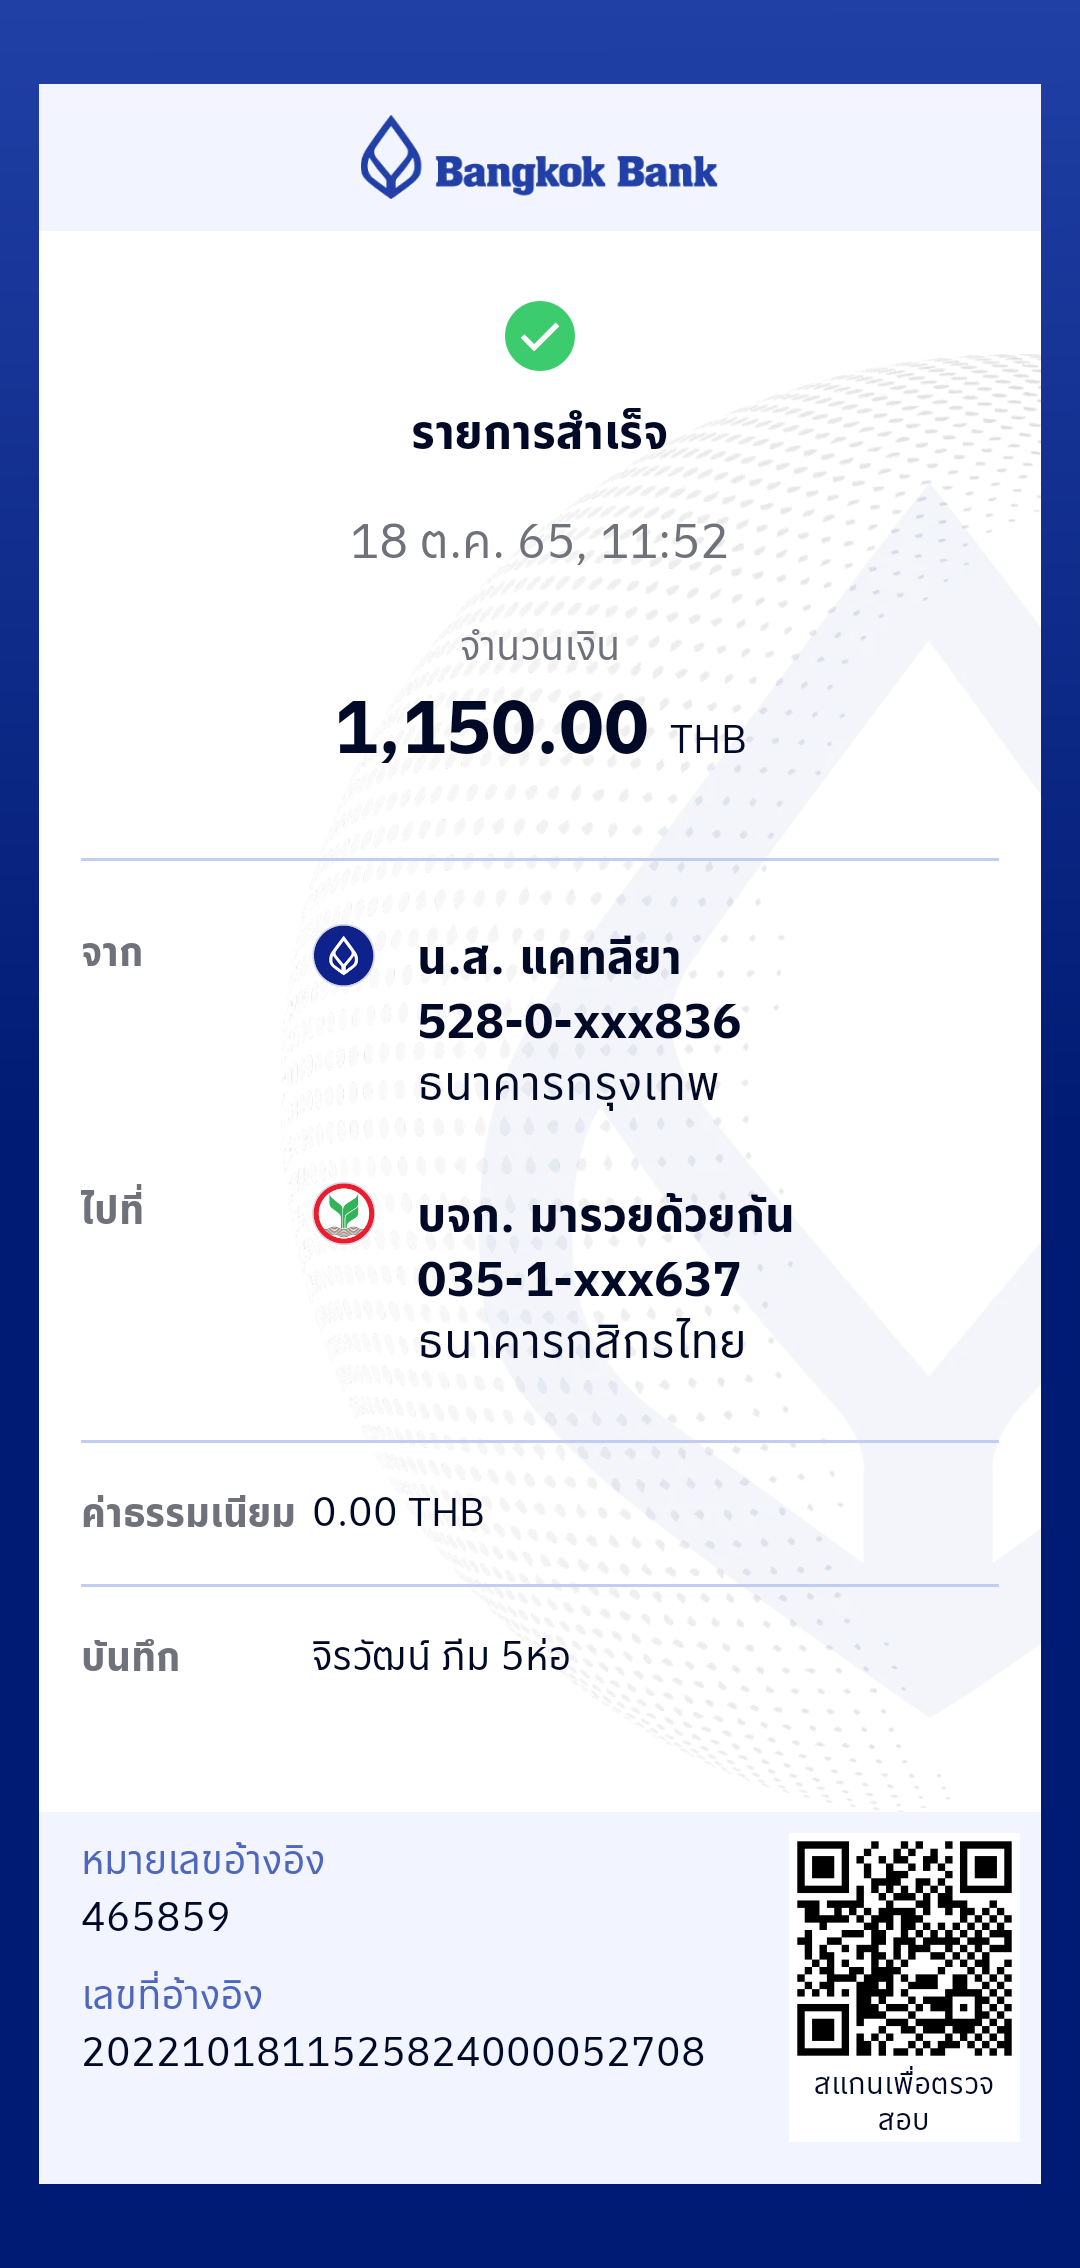 Bangkok Bank
รายการสำเร็จ
18 ต.ค. 65, 11:52
จำนวนเงิน
1,150.00 THB
จาก
น.ส. แคทลียา
528-0-xxx836
ธนาคารกรุงเทพ
ไปที่
บจก. มารวยด้วยกัน
035-1-xxx637
ธนาคารกสิกรไทย
ค่าธรรมเนียม 0.00 THB
บันทึก จิรวัฒน์ ภีม 5ห่อ
หมายเลขอ้างอิง
465859
เลขที่อ้างอิง
2022101811525824000052708
สแกนเพื่อตรวจ
สอบ